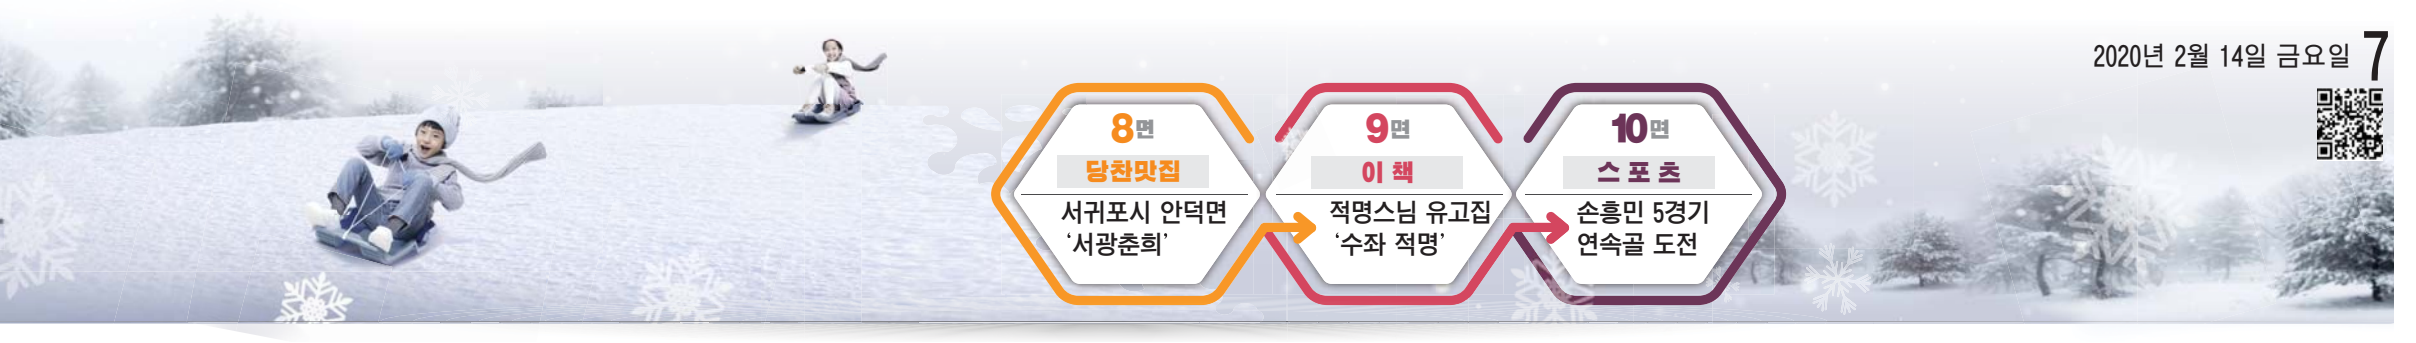 2020년 2월 14일 금요일 7
8면
당찬맛집
서귀포시 안덕면
‘서광춘희’
9면
이 책
적명스님 유고집
‘수좌 적명’
10면
스포츠
손흥민 5경기
연속골 도전